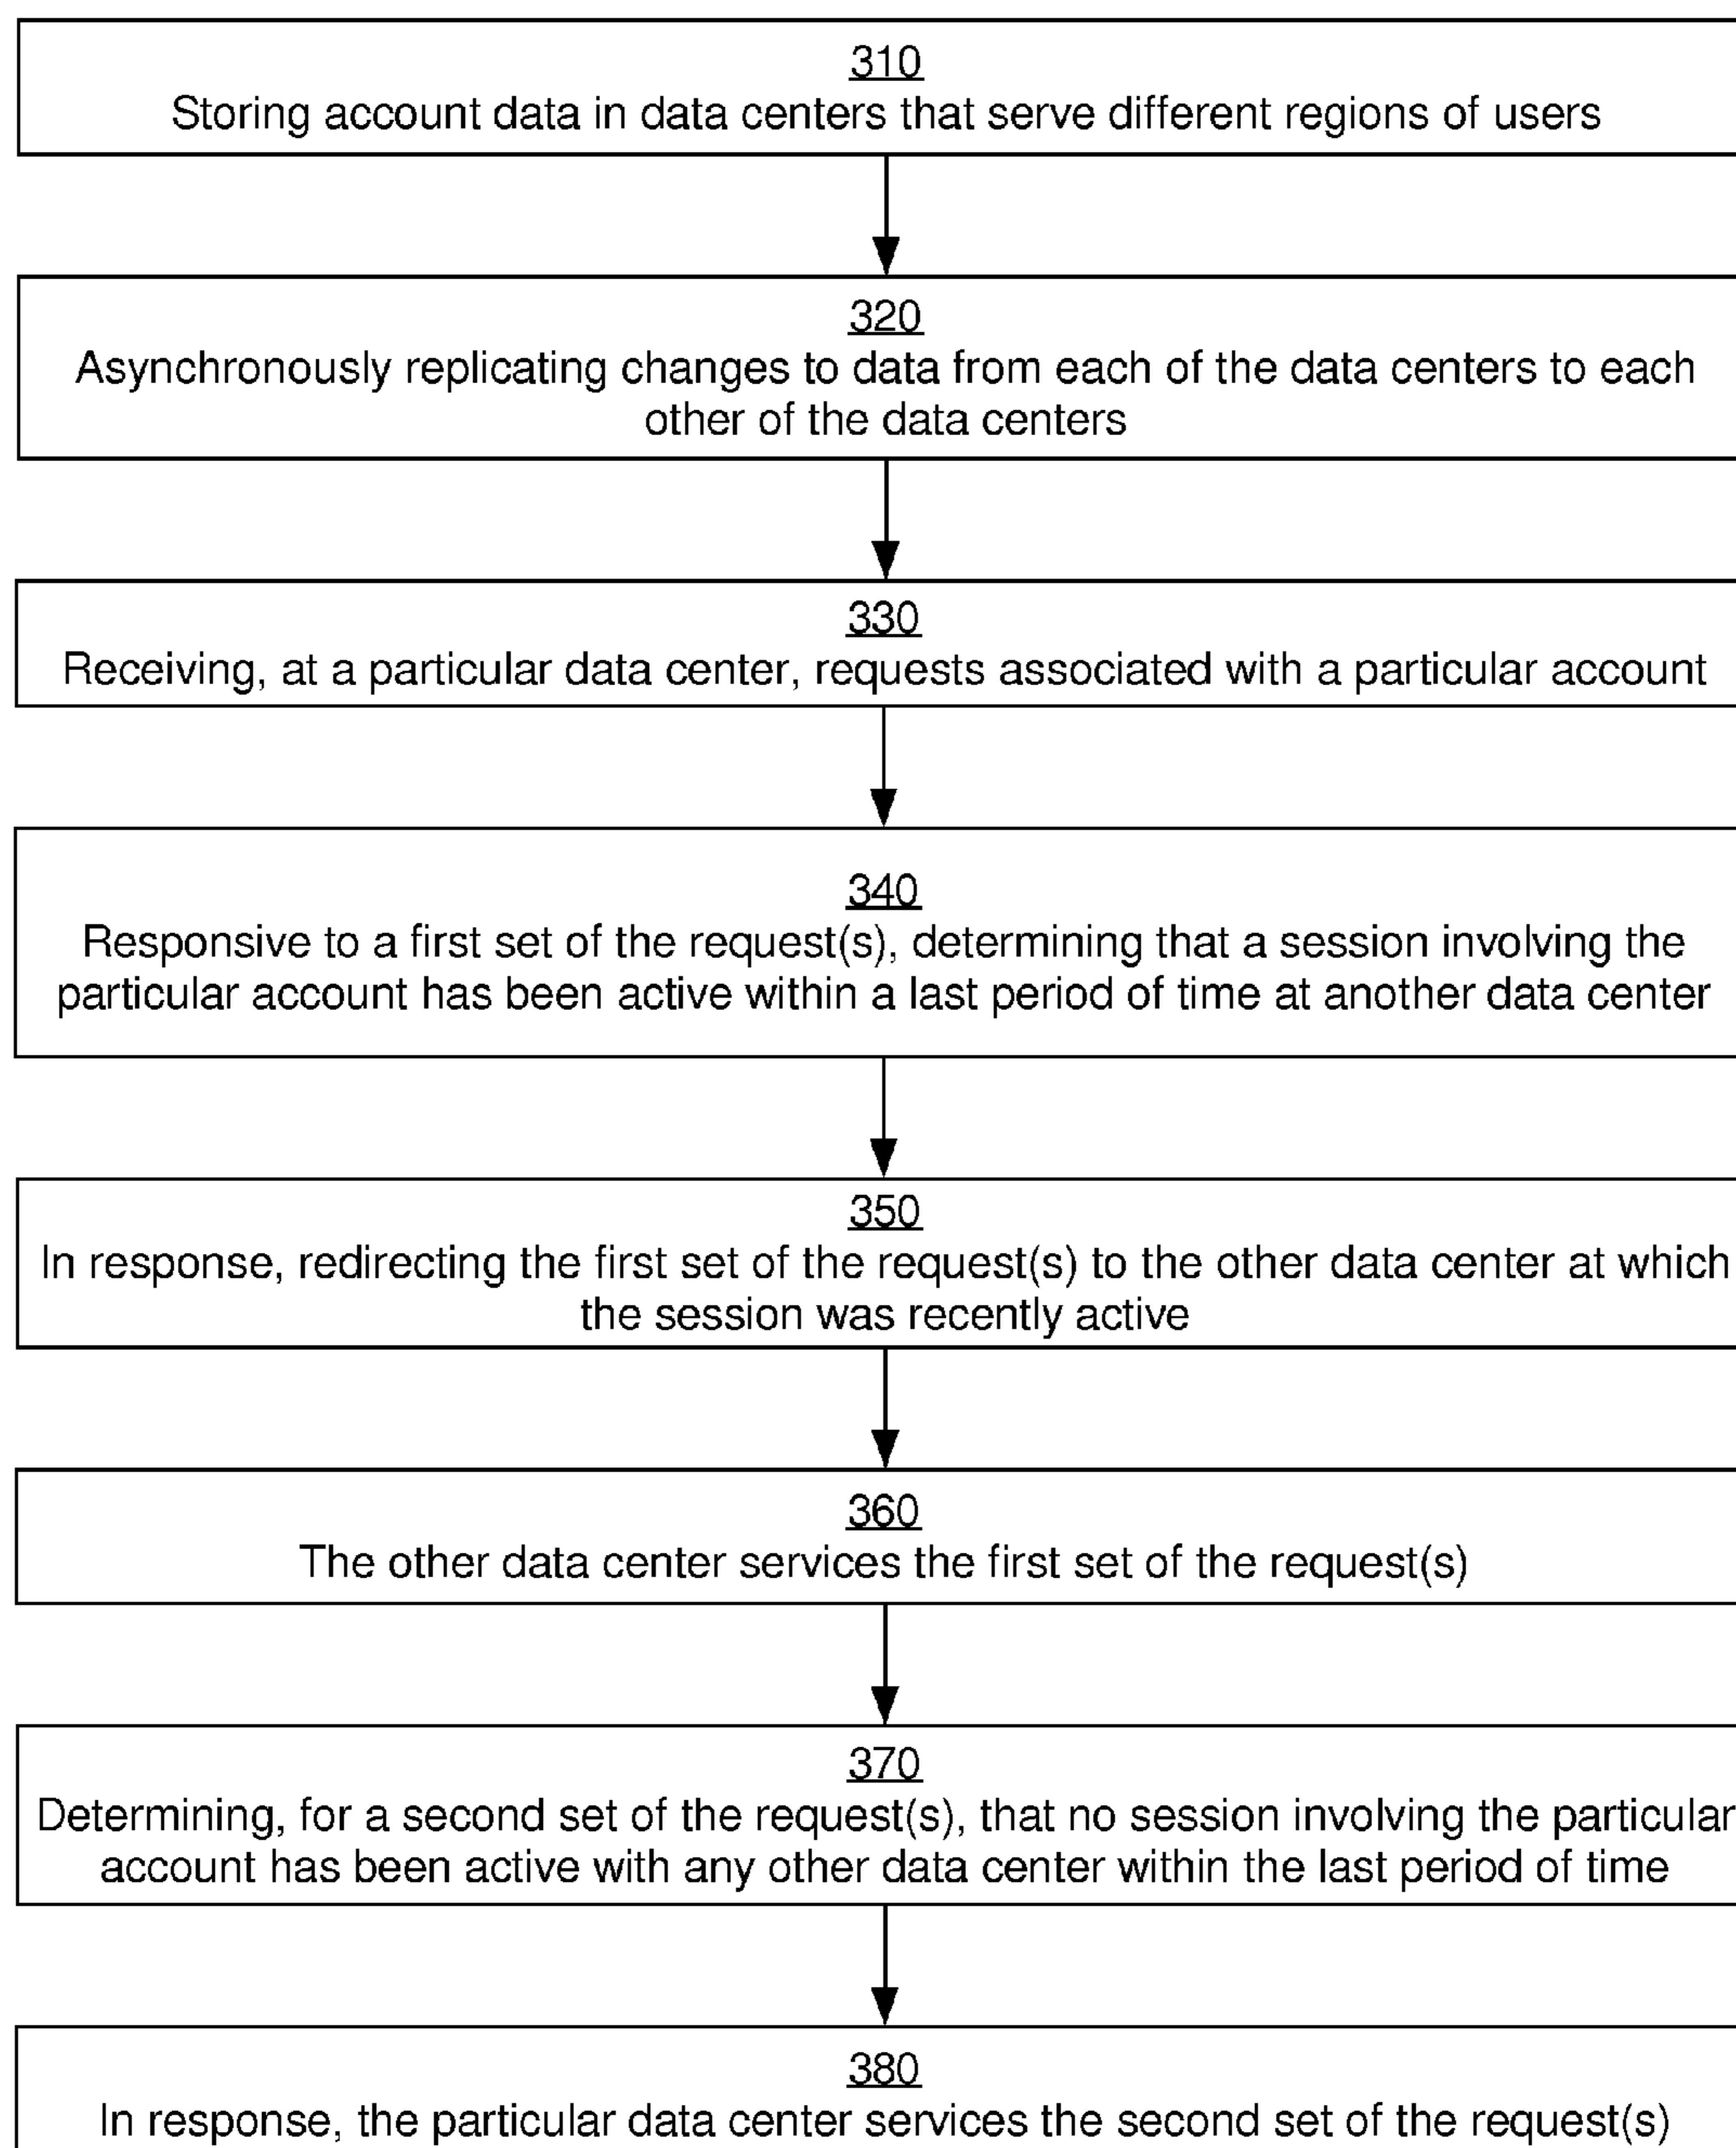 310
Storing account data in data centers that serve different regions of users
320
Asynchronously replicating changes to data from each of the data centers to each
other of the data centers
330
Receiving, at a particular data center, requests associated with a particular account
340
Responsive to a first set of the request(s), determining that a session involving the
particular account has been active within a last period of time at another data center
350
In response, redirecting the first set of the request(s) to the other data center at which
the session was recently active
360
The other data center services the first set of the request(s)
370
Determining, for a second set of the request(s), that no session involving the particular
account has been active with any other data center within the last period of time
380
In response, the particular data center services the second set of the request(s)